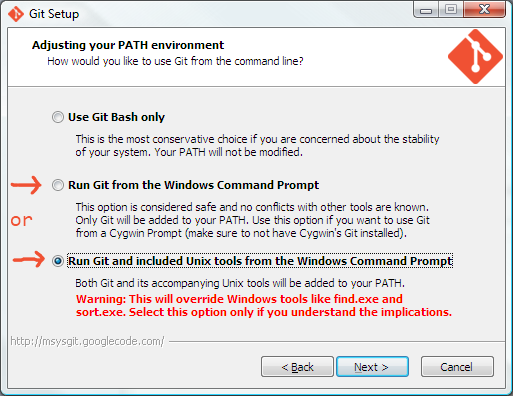 Git Setup
Adjusting your PATH environment
How would you like to use Git from the command line?
Use Git Bash only
This is the most conservative choice if you are concerned about the stability
of your system. Your PATH will not be modified.
Run Git from the Windows Command Prompt
This option is considered safe and no conflicts with other tools are known.
Only Git will be added to your PATH. Use this option if you want to use Git
from a Cygwin Prompt (make sure to not have Cygwin's Git installed).
or
Run Git and included Unix tools from the Windows Command Prompt
Both Git and its accompanying Unix tools will be added to your PATH.
Warning: This will override Windows tools like find.exe and
sort.exe. Select this option only if you understand the implications.
http://msysgit.googlecode.com/
< Back
Next >
Cancel